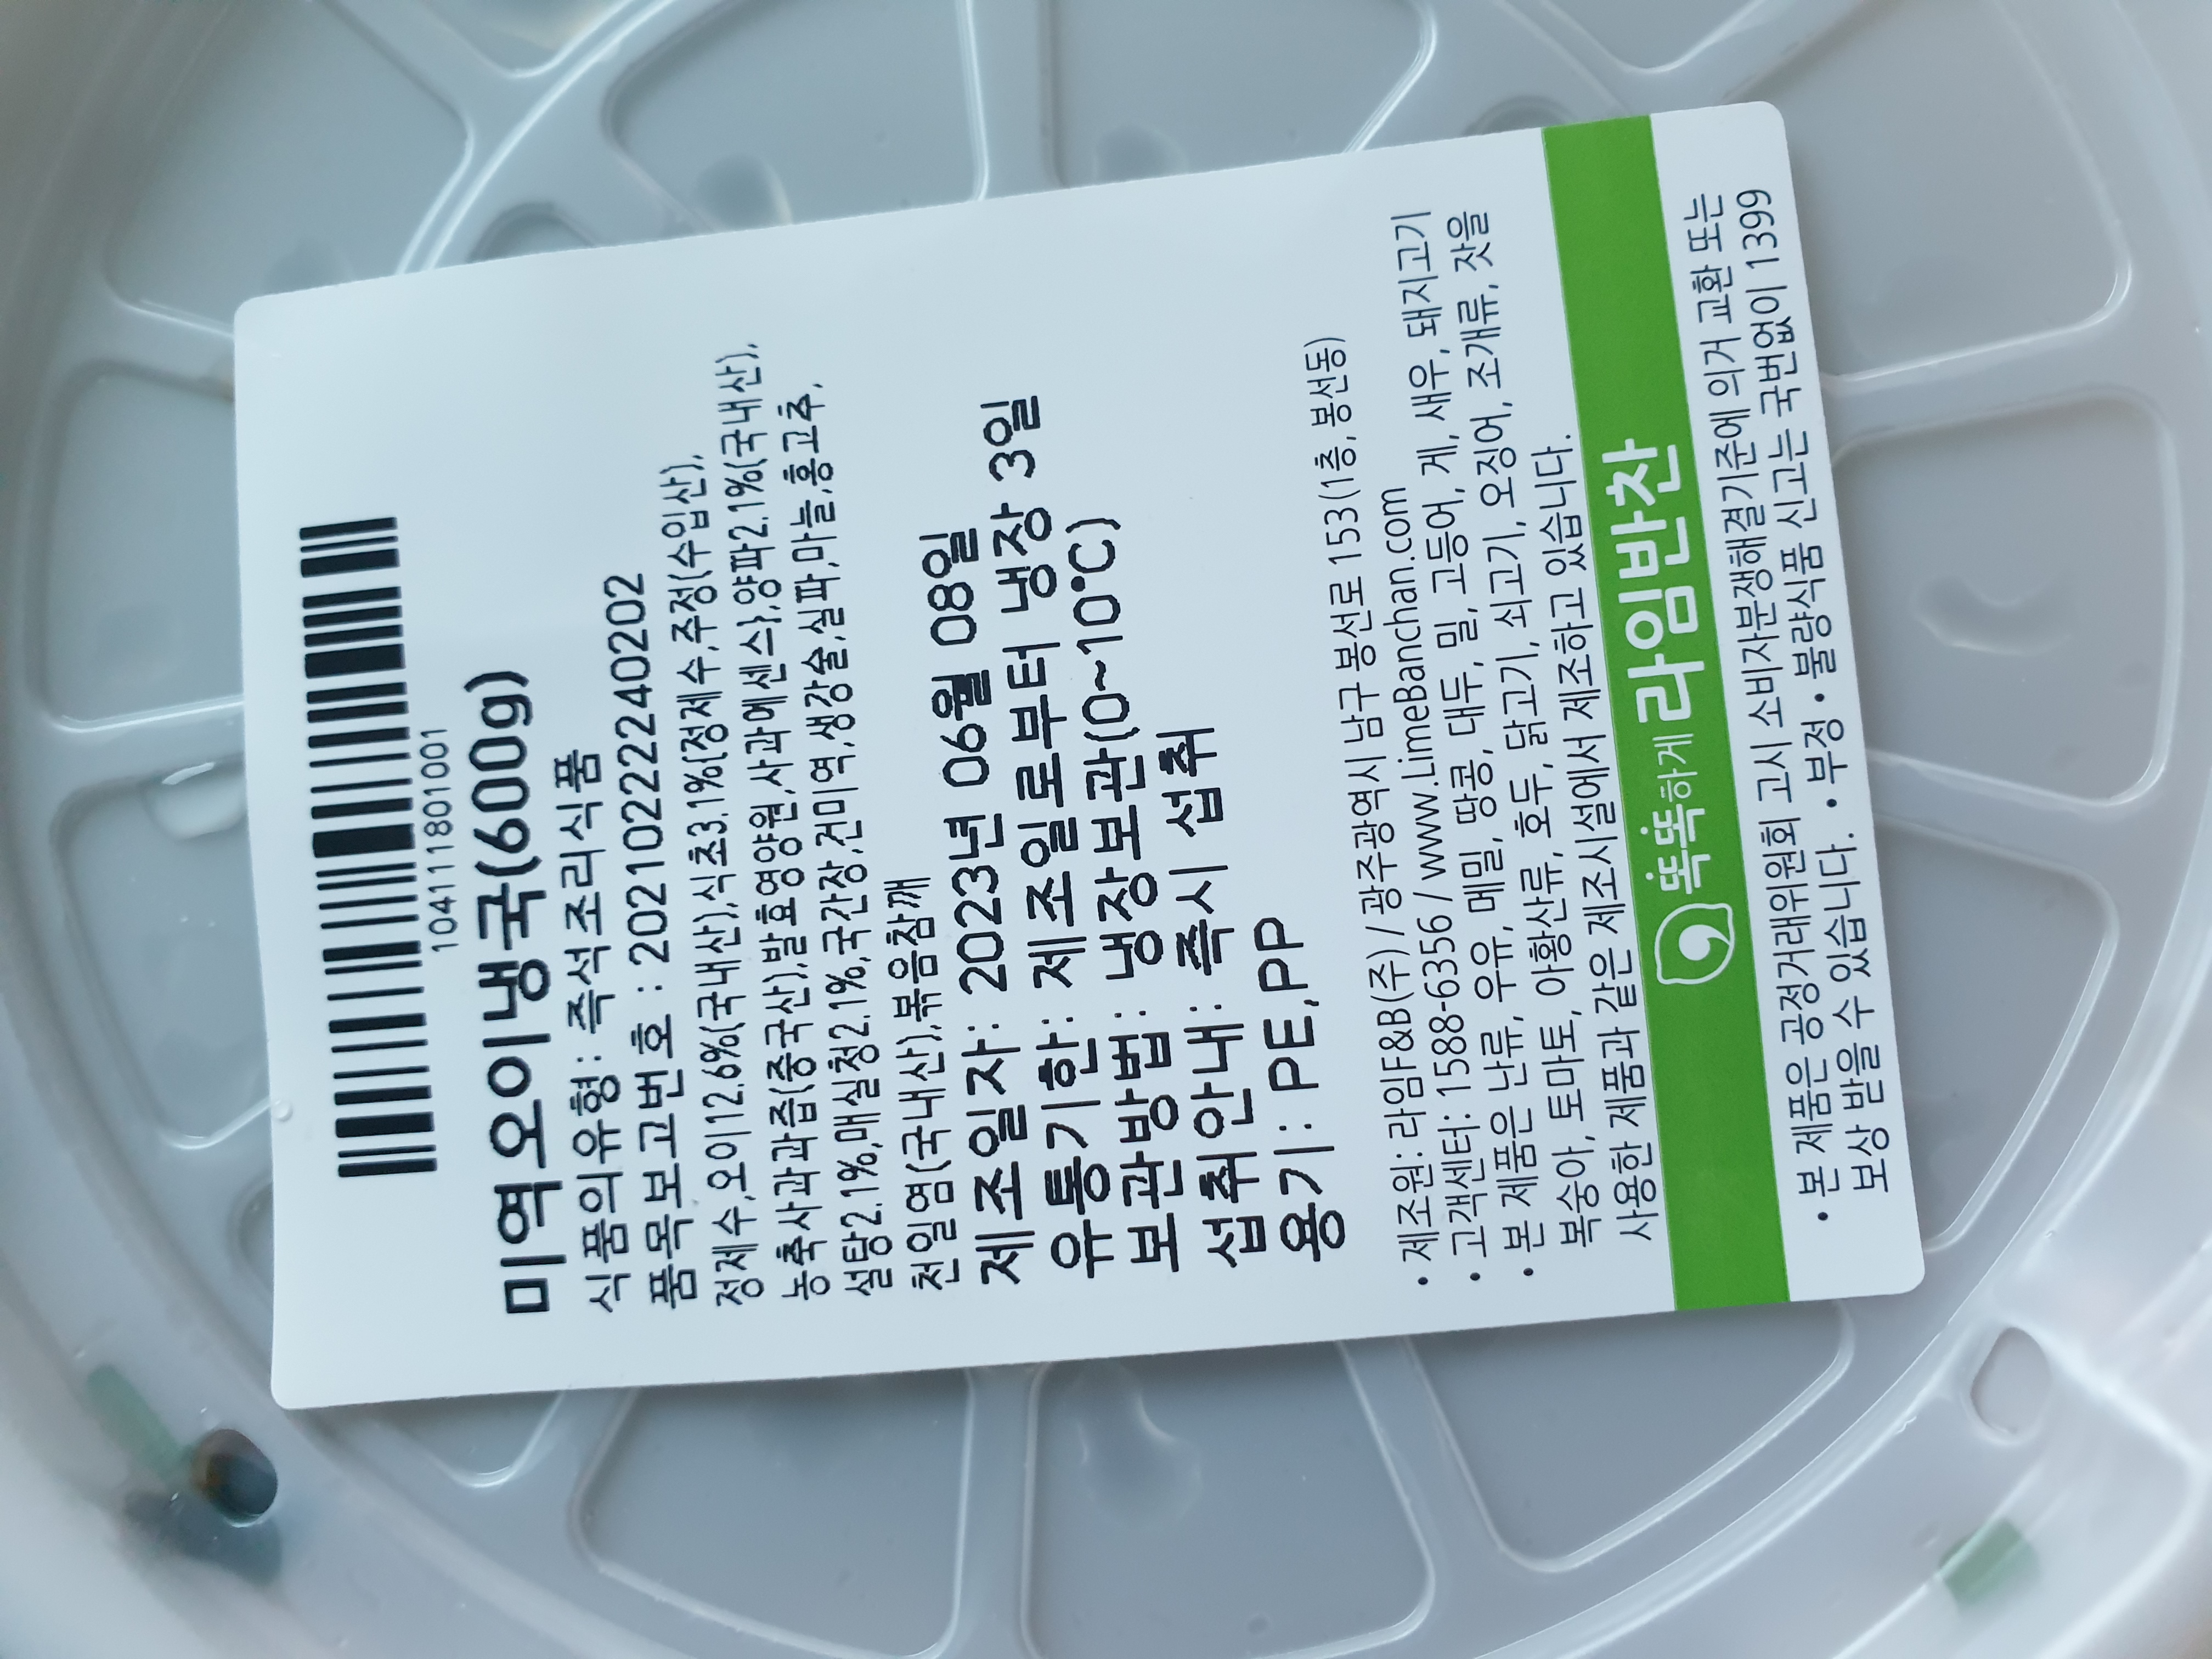 10411180​1001
미역오이냉국(600g)
식품의유형: 즉석조리식품
품목보고번호 : 20210222240202
정제수,오이12.6%(국내산),식초3.1%{정제수,주정(수입산),
농축사과과즙(중국산),발효영양원,사과에센스},양파2.1%(국내산),
설탕2.1%,매실청2.1%,국간장,건미역,생강술,실파,마늘,홍고추,
천일염(국내산),볶음참깨
제조일자: 2023년 06월 08일
유통기한: 제조일로부터 냉장 3일
보관방법: 냉장보관(0~10°C)
섭취안내: 즉시 섭취
용기: PE,PP
• 제조원: 라임F&B(주) / 광주광역시 남구 봉선로 153(1층, 봉선동)
• 고객센터: 1588-6356 / www.LimeBanchan.com
• 본 제품은 난류, 우유, 메밀, 땅콩, 대두, 밀, 고등어, 게, 새우, 돼지고기
복숭아, 토마토, 아황산류, 호두, 닭고기, 쇠고기, 오징어, 조개류, 잣을
사용한 제품과 같은 제조시설에서 제조하고 있습니다.
똑똑하게 라임반찬
• 본 제품은 공정거래위원회 고시 소비자분쟁해결기준에 의거 교환 또는
보상 받을 수 있습니다. • 부정 • 불량식품 신고는 국번없이 1399